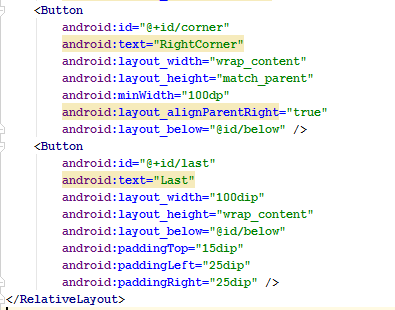 <Button
android:id="@+id/corner"
android:text="RightCorner"
android:layout_width="wrap_content"
android:layout_height="match_parent"
android:minWidth="100dp"
android:layout_alignParentRight="true"
android:layout_below="@id/below" />
<Button
android:id="@+id/last"
android:text="Last"
android:layout_width="100dip"
android:layout_height="wrap_content"
android:layout_below="@id/below"
android:paddingTop="15dip"
android:paddingLeft="25dip"
android:paddingRight="25dip" />
</RelativeLayout>